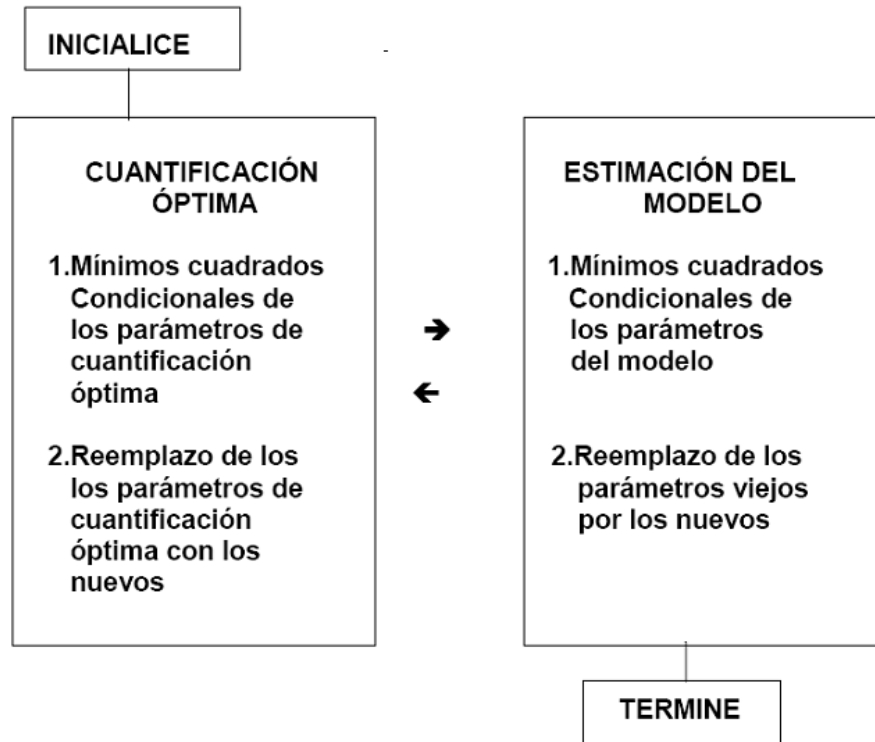 INICIALICE
CUANTIFICACIÓN
ÓPTIMA
1.Mínimos cuadrados
Condicionales de
los parámetros de
cuantificación
óptima
2.Reemplazo de los
los parámetros de
cuantificación
óptima con los
nuevos
ESTIMACIÓN DEL
MODELO
1.Mínimos cuadrados
Condicionales de
los parámetros
del modelo
2.Reemplazo de los
parámetros viejos
por los nuevos
TERMINE